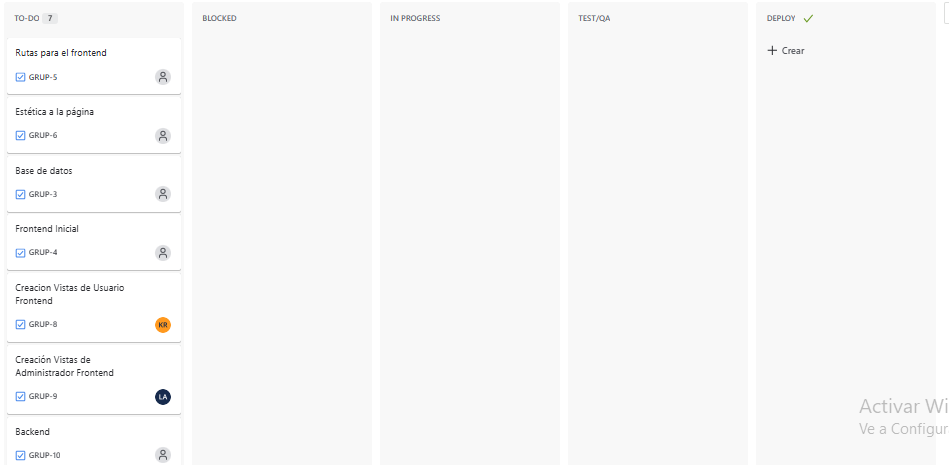 TO-DO 7
BLOCKED
IN PROGRESS
TEST/QA
DEPLOY
Crear
Rutas para el frontend
GRUP-5
Estética a la página
GRUP-6
Base de datos
GRUP-3
Frontend Inicial
GRUP-4
Creacion Vistas de Usuario
Frontend
GRUP-8
KR
Creación Vistas de
Administrador Frontend
GRUP-9
LA
Backend
GRUP-10
Activar Wi
Ve a Configur